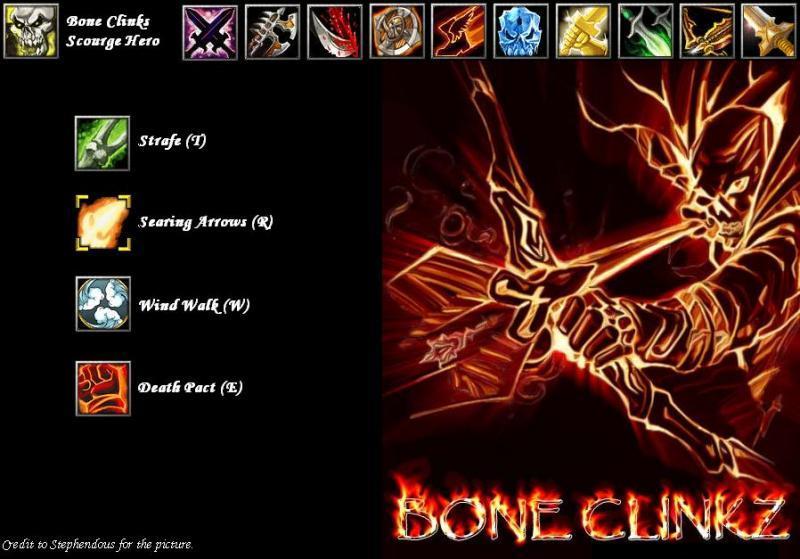 Bone Clinks
Scourge Hero
Strafe (T)
Searing Arrows (R)
Wind Walk (W)
Death Pact (E)
BONE CLINKZ
Credit to Stephendous for the picture.